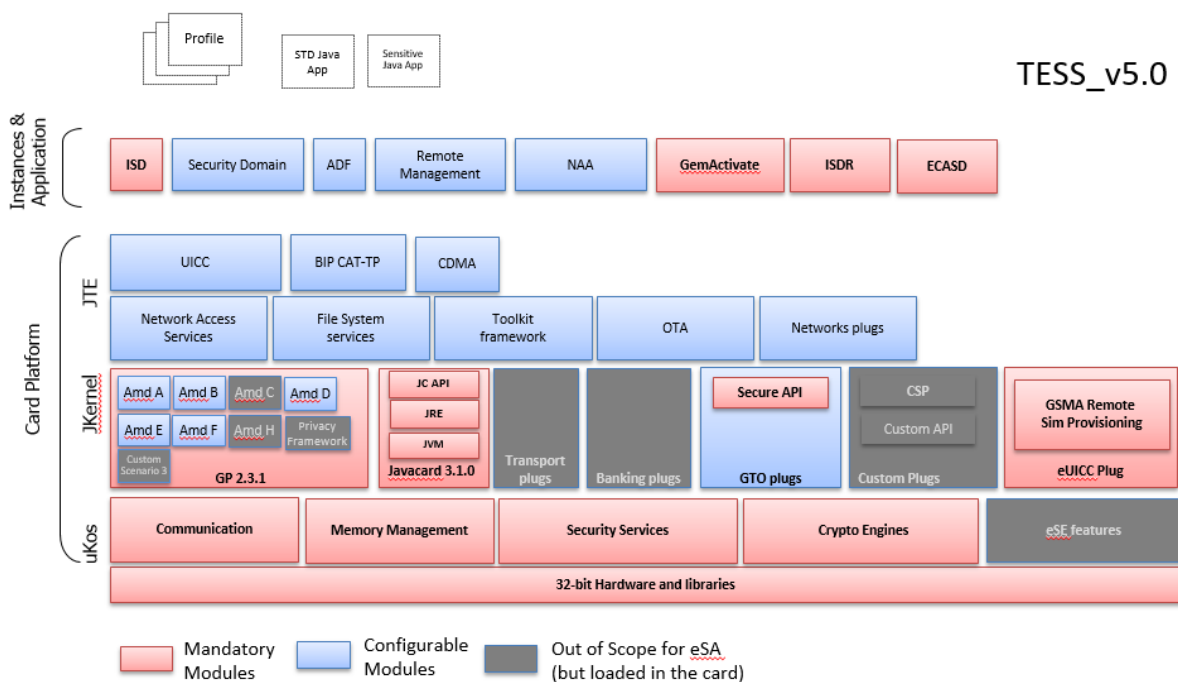 Profile
STD Java
App
Sensitive
Java App
TESS_v5.0
Instances &
Application
ISD
Security Domain
ADF
Remote
Management
NAA
GemActivate
ISDR
ECASD
Card Platform
JTE
UICC
BIP CAT-TP
CDMA
Network Access
Services
File System
services
Toolkit
framework
OTA
Networks plugs
JKernel
Amd A
Amd B
Amd C
Amd D
Amd E
Amd F
Amd H
Privacy
Framework
Custom
Scenario 3
GP 2.3.1
JC API
JRE
JVM
Javacard 3.1.0
Transport
plugs
Banking plugs
Secure API
GTO plugs
CSP
Custom API
Custom Plugs
GSMA Remote
Sim Provisioning
eUICC Plug
uKos
Communication
Memory Management
Security Services
Crypto Engines
eSE features
32-bit Hardware and libraries
Mandatory
Modules
Configurable
Modules
Out of Scope for eSA
(but loaded in the card)